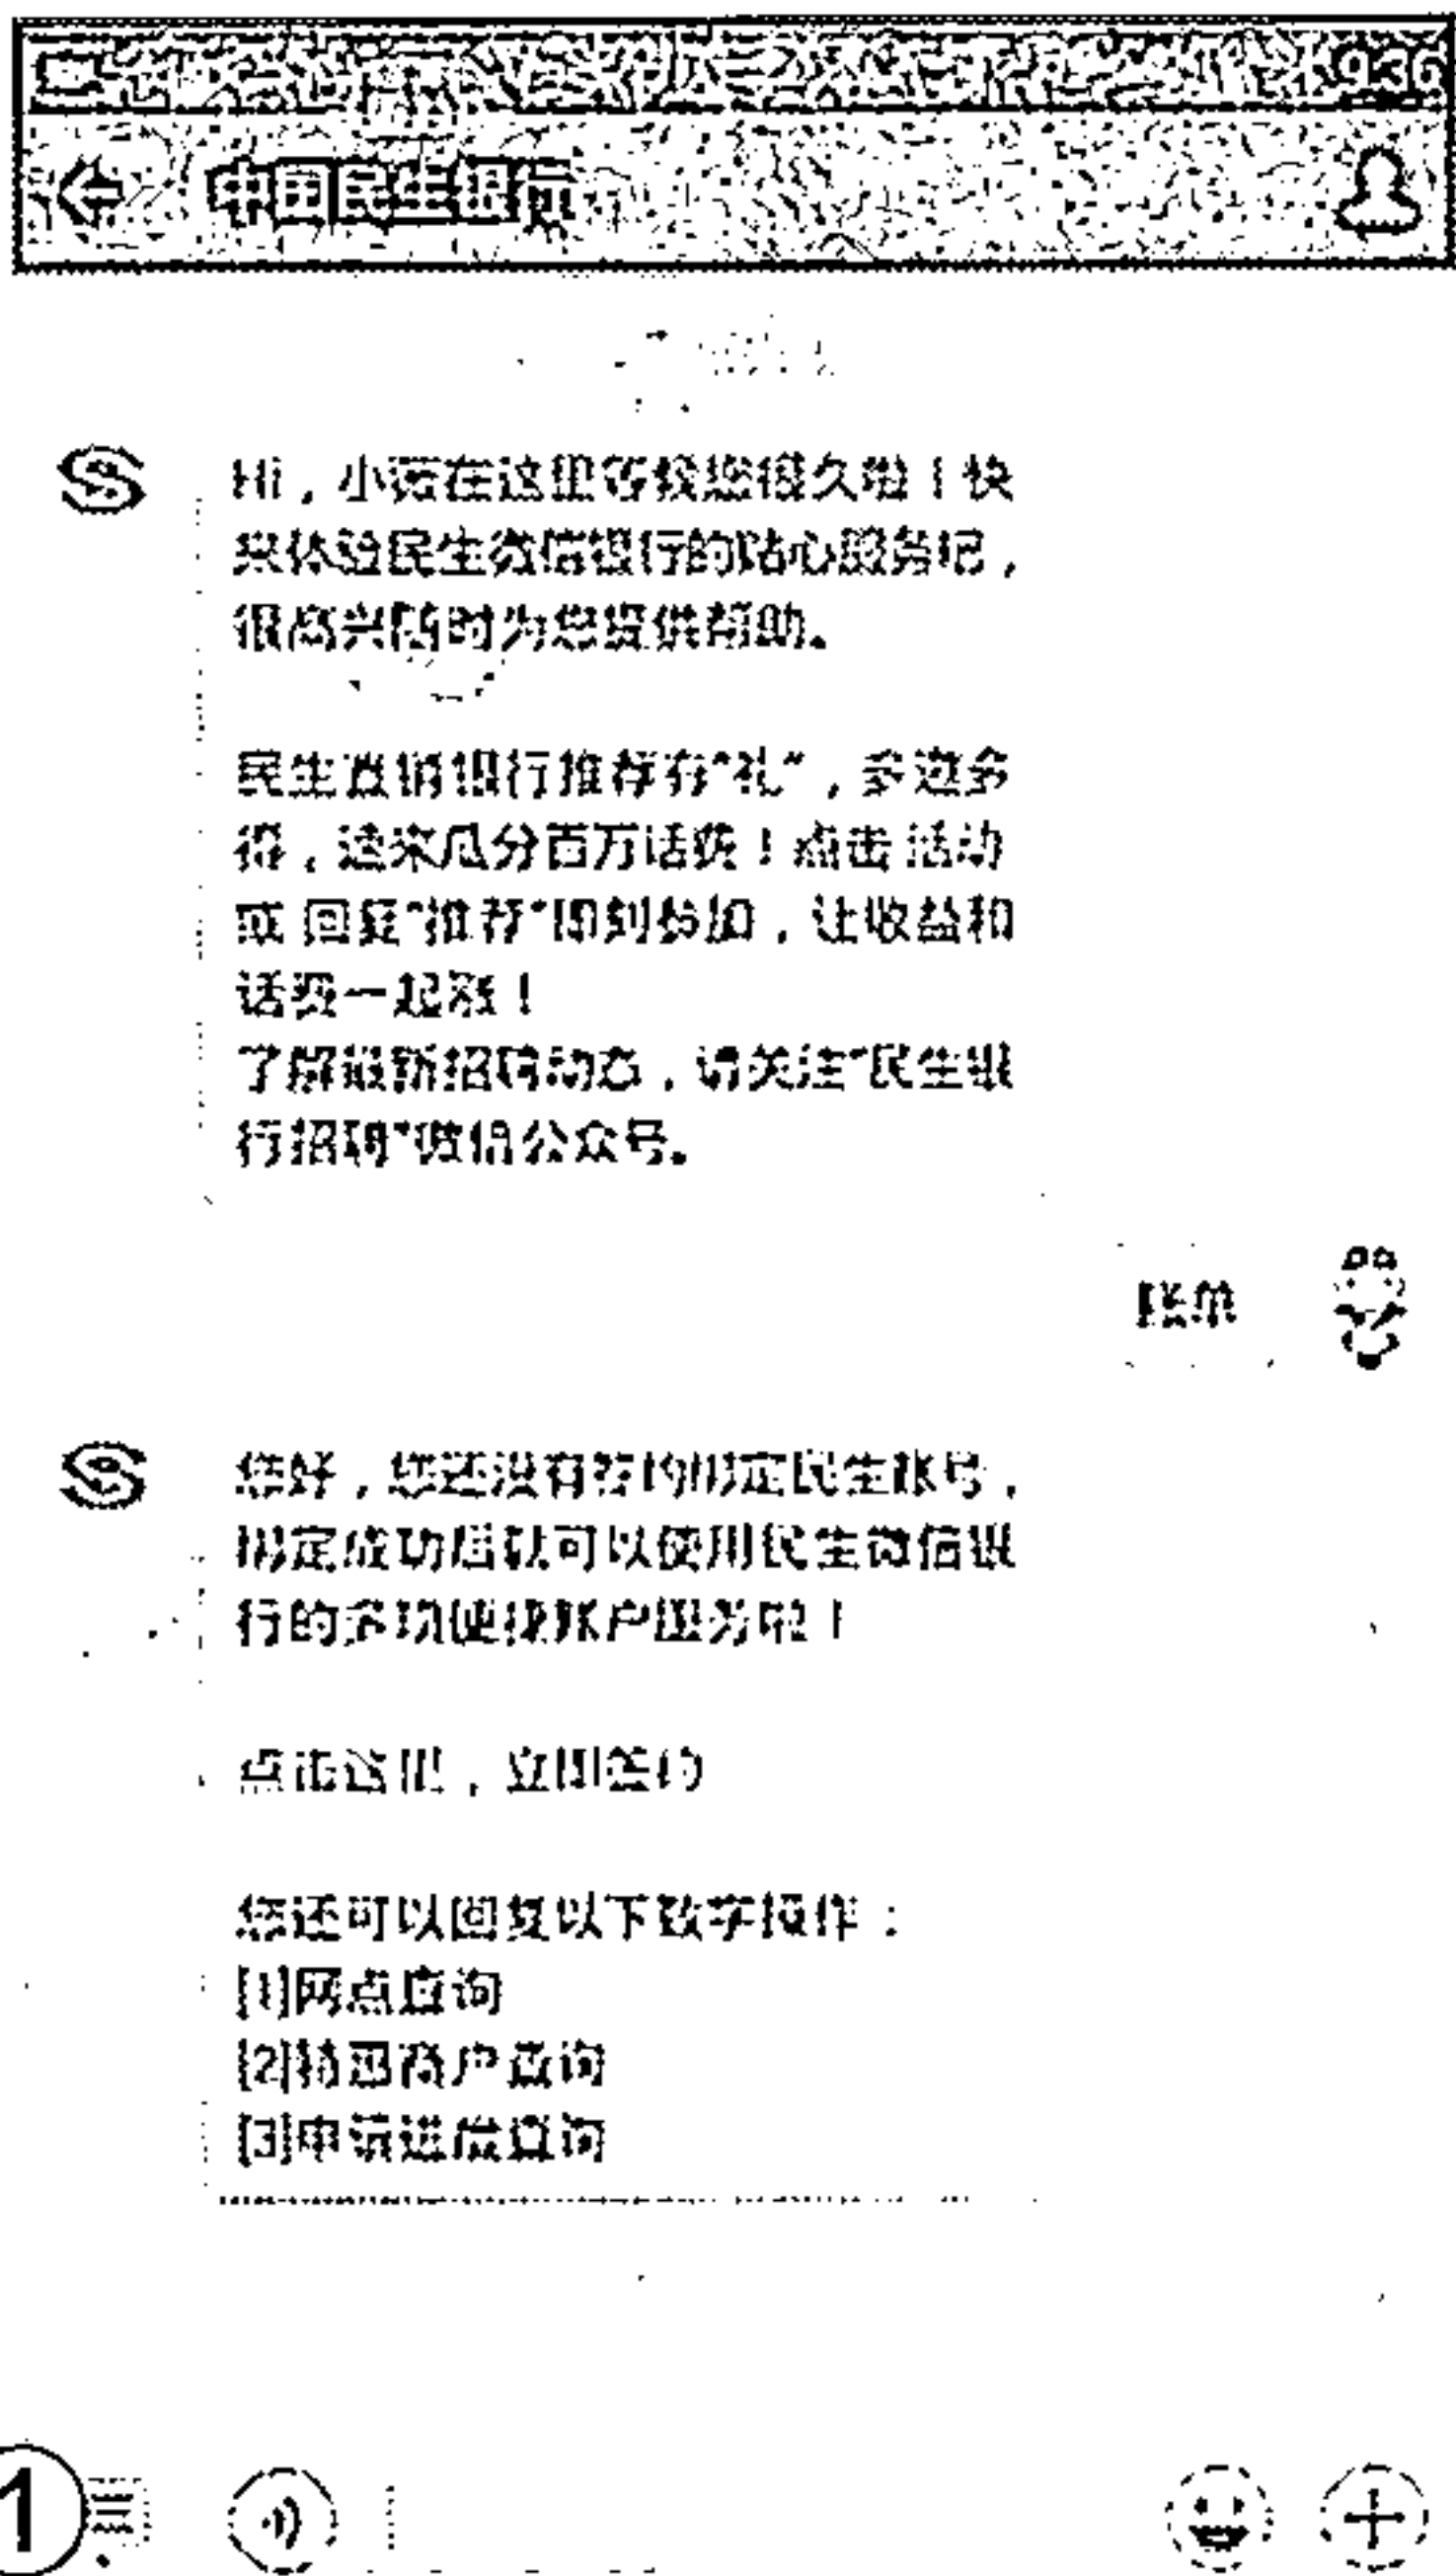 936
中国民生银行
Hi，小薇在这里等候您很久啦！快
来体验民生微信银行的贴心服务吧，
很高兴随时为您提供帮助。
民生直销银行推荐有“礼”，多邀多
得，速来瓜分百万话费！点击 活动
或 回复“推荐”即刻参加，让收益和
话费一起涨！
了解最新招聘动态，请关注“民生银
行招聘”微信公众号。
账单
您好，您还没有签约绑定民生账号，
绑定成功后就可以使用民生微信银
行的多项便捷账户服务啦！
点击这里，立即签约
您还可以回复以下数字操作：
[1]网点查询
[2]特惠商户查询
[3]申请进度查询
1